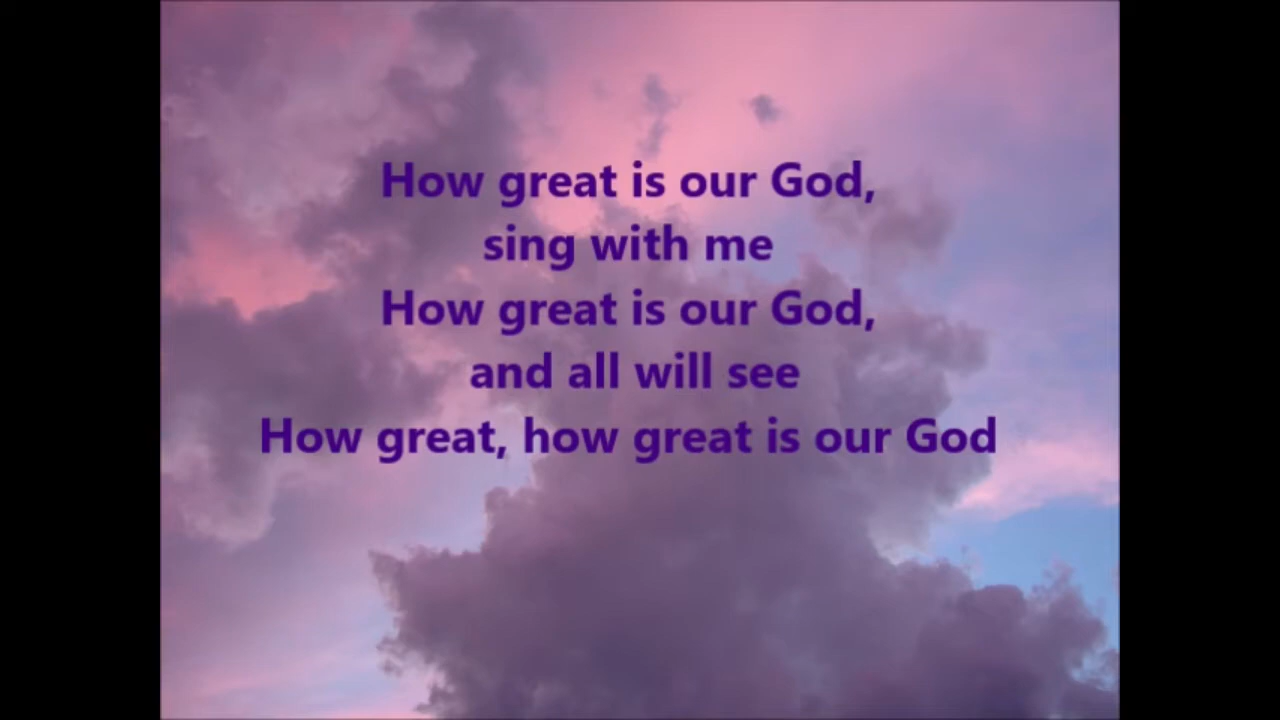 How great is our God,
sing with me
How great is our God,
and all will see
How great, how great is our God